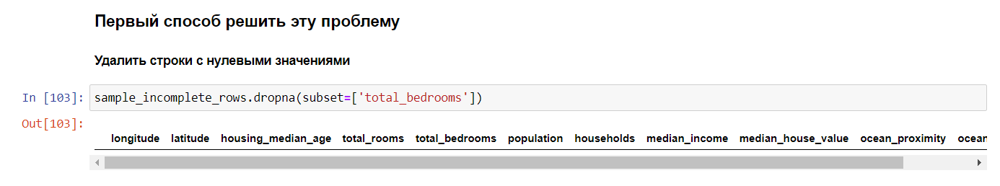 Первый способ решить эту проблему
Удалить строки с нулевыми значениями
In [103]: sample_incomplete_rows.dropna(subset=['total_bedrooms'])
Out[103]:
longitude latitude housing_median_age total_rooms total_bedrooms population households median_income median_house_value ocean_proximity ocean